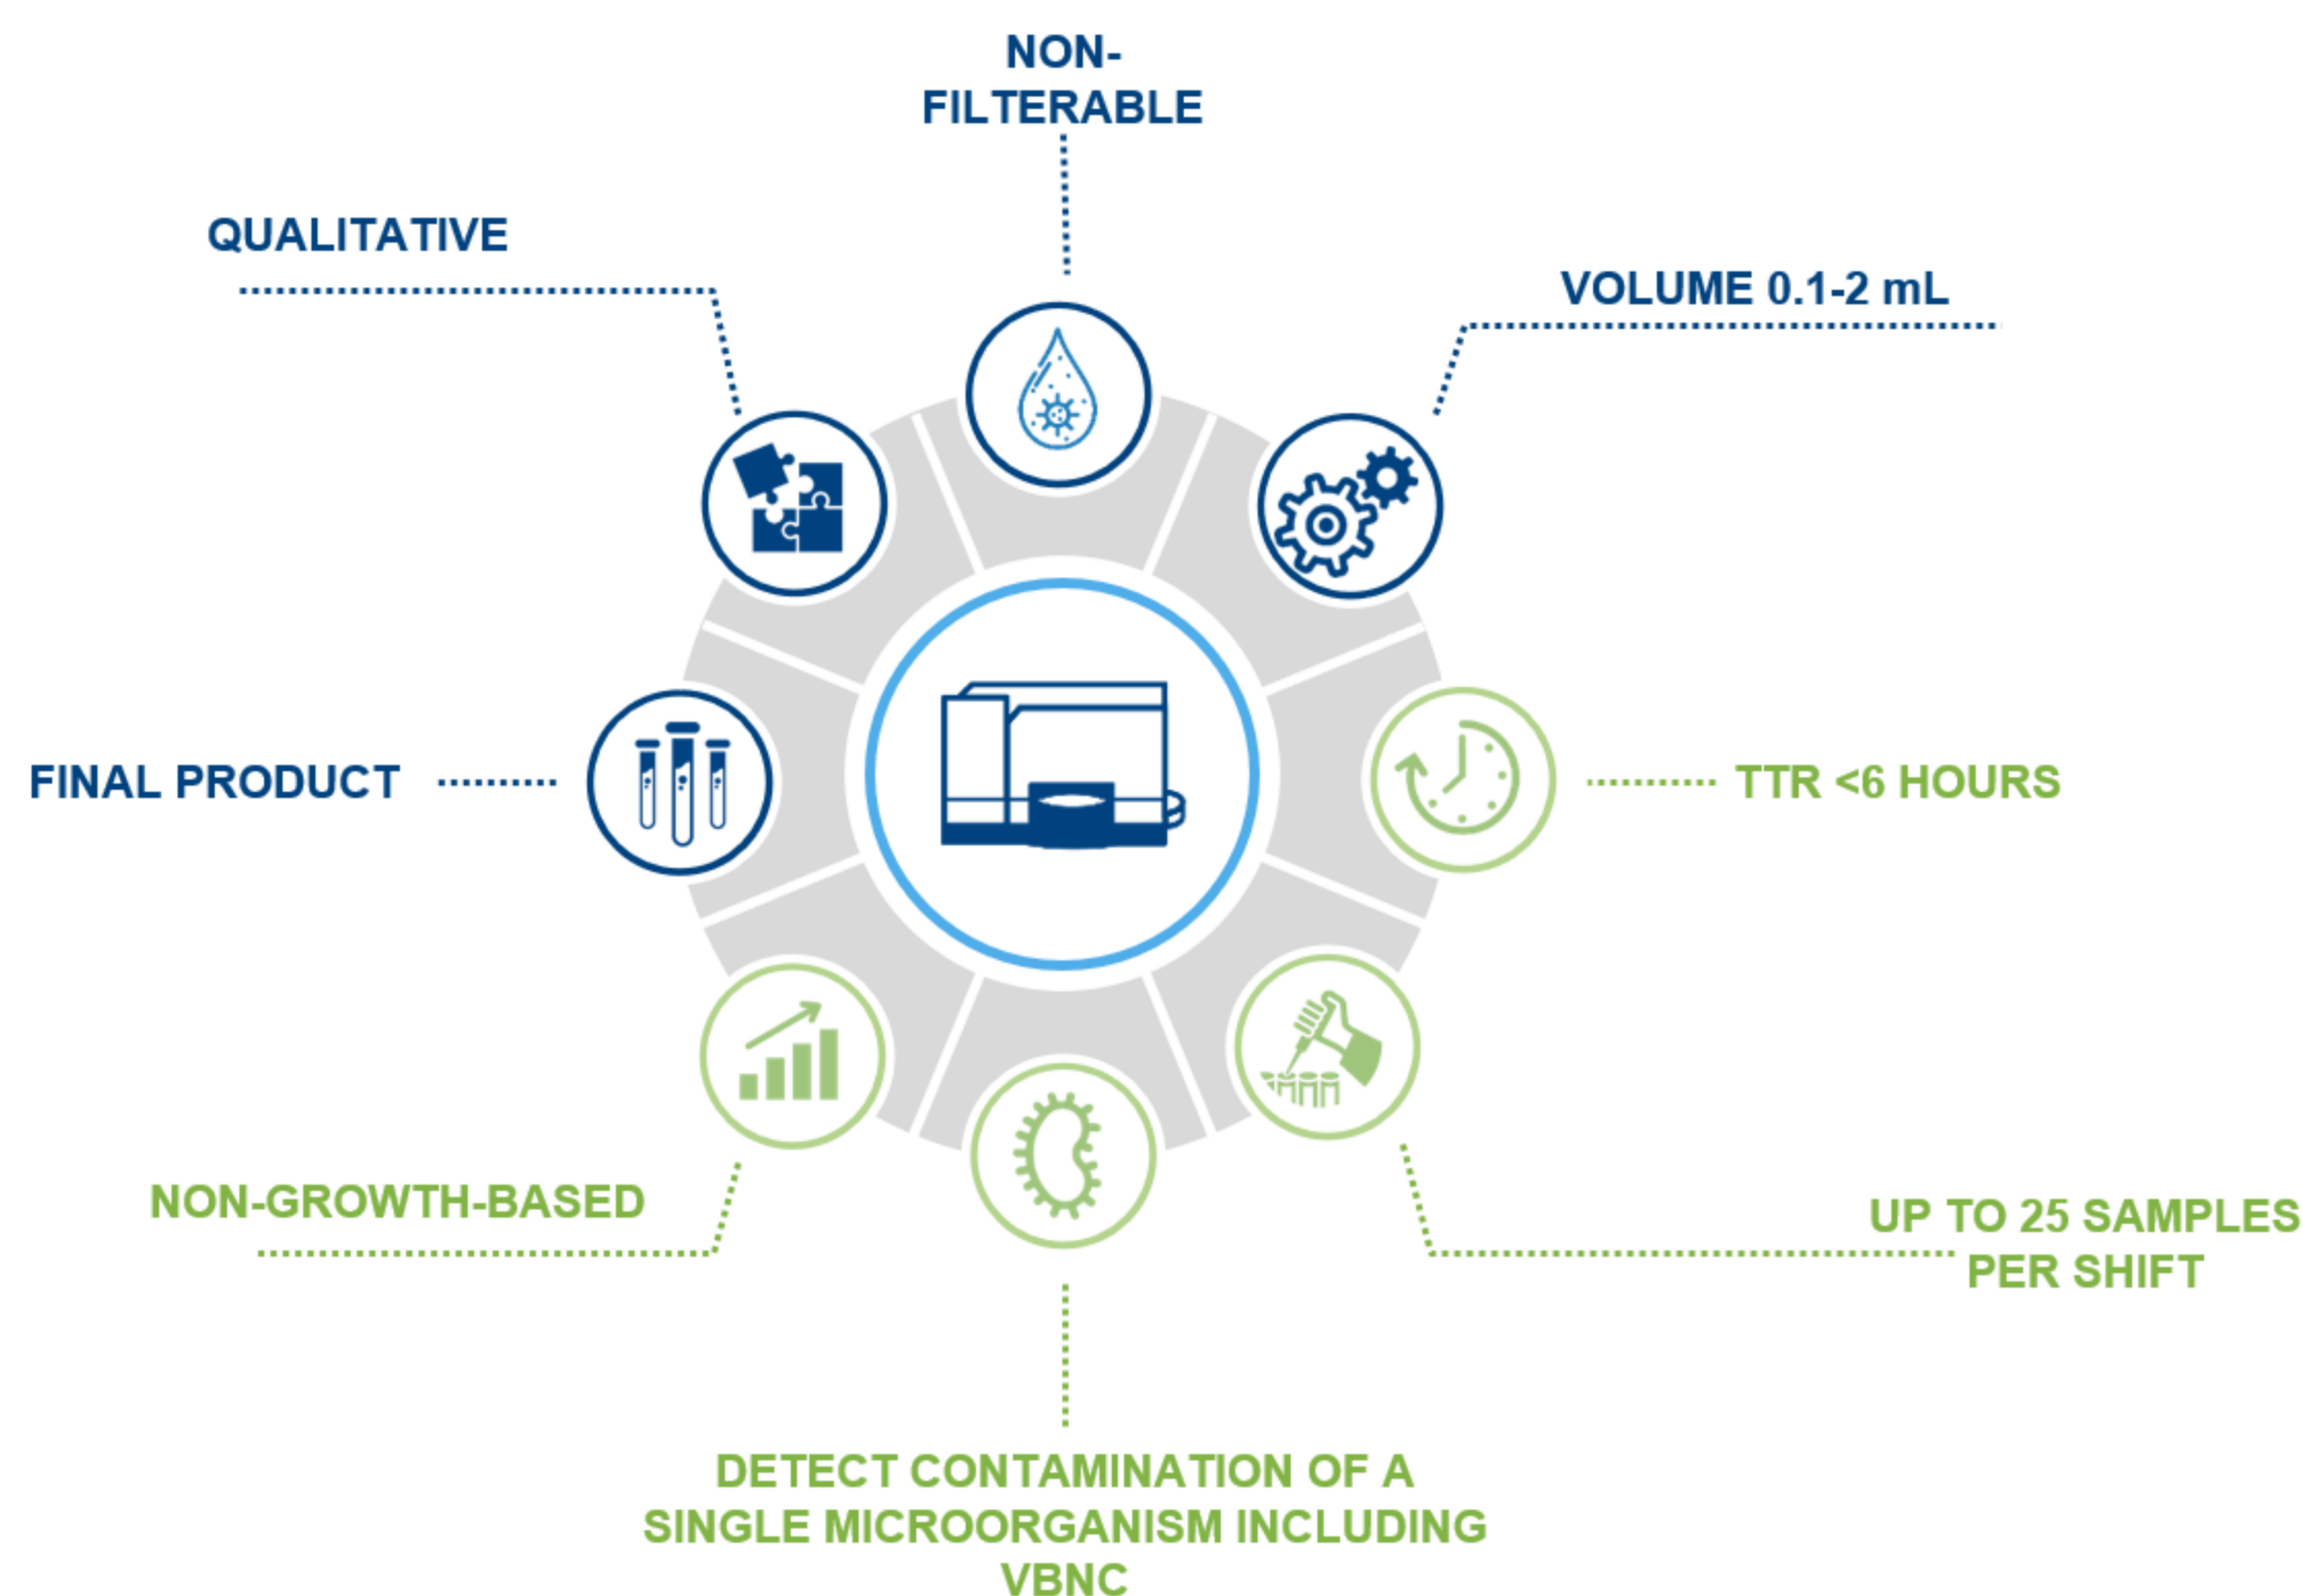 NON-
FILTERABLE
QUALITATIVE
VOLUME 0.1-2 mL
FINAL PRODUCT
TTR <6 HOURS
NON-GROWTH-BASED
UP TO 25 SAMPLES
PER SHIFT
DETECT CONTAMINATION OF A
SINGLE MICROORGANISM INCLUDING
VBNC